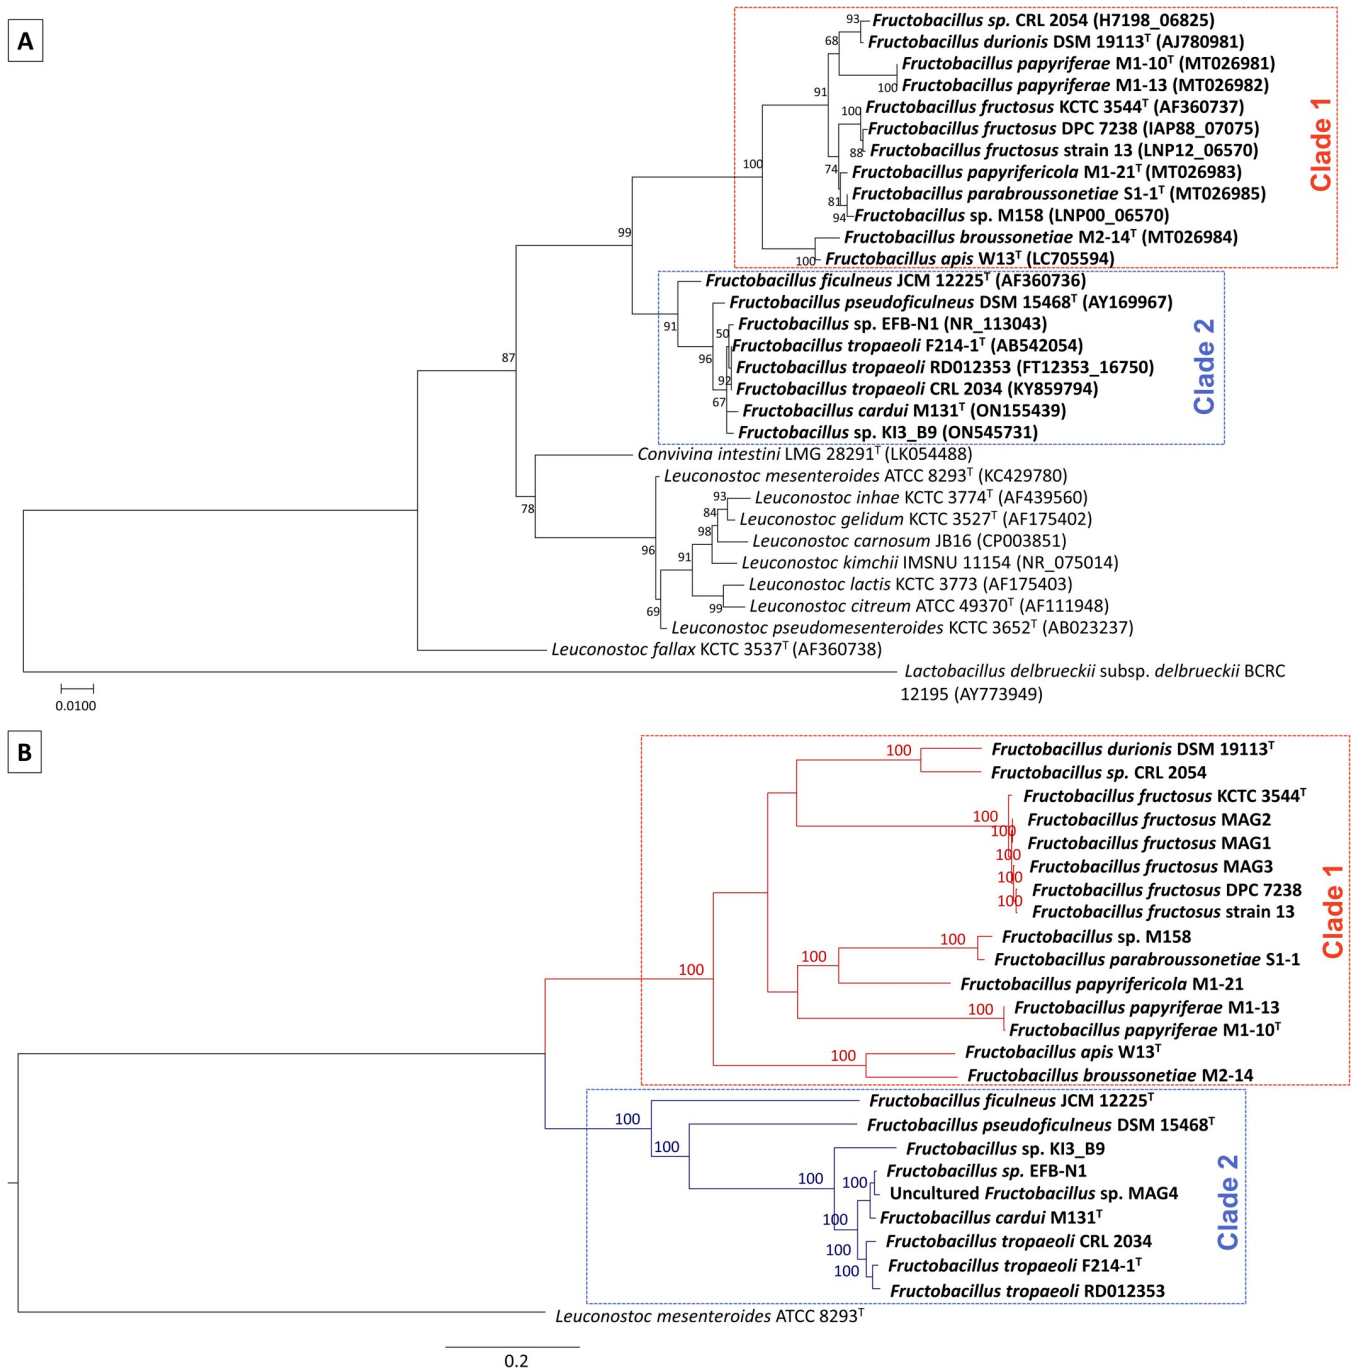 A
93
Fructobacillus sp. CRL 2054 (H7198_06825)
68
Fructobacillus durionis DSM 19113T (AJ780981)
Fructobacillus papyriferae M1-10T (MT026981)
100
Fructobacillus papyriferae M1-13 (MT026982)
91
100
Fructobacillus fructosus KCTC 3544T (AF360737)
Fructobacillus fructosus DPC 7238 (IAP88_07075)
88
Fructobacillus fructosus strain 13 (LNP12_06570)
100
74
Fructobacillus papyrifericola M1-21T (MT026983)
Fructobacillus parabroussonetiae S1-1T (MT026985)
81
94
Fructobacillus sp. M158 (LNP00_06570)
Fructobacillus broussonetiae M2-14T (MT026984)
100
Fructobacillus apis W13T (LC705594)
Clade 1
99
Fructobacillus ficulneus JCM 12225T (AF360736)
Fructobacillus pseudoficulneus DSM 15468T (AY169967)
91
50
Fructobacillus sp. EFB-N1 (NR_113043)
Fructobacillus tropaeoli F214-1T (AB542054)
96
Fructobacillus tropaeoli RD012353 (FT12353_16750)
92
Fructobacillus tropaeoli CRL 2034 (KY859794)
67
Fructobacillus cardui M131T (ON155439)
Fructobacillus sp. KI3_B9 (ON545731)
Clade 2
87
Convivina intestini LMG 28291T (LK054488)
Leuconostoc mesenteroides ATCC 8293T (KC429780)
78
93
Leuconostoc inhae KCTC 3774T (AF439560)
84
Leuconostoc gelidum KCTC 3527T (AF175402)
98
Leuconostoc carnosum JB16 (CP003851)
96
91
Leuconostoc kimchii IMSNU 11154 (NR_075014)
Leuconostoc lactis KCTC 3773 (AF175403)
99
Leuconostoc citreum ATCC 49370T (AF111948)
69
Leuconostoc pseudomesenteroides KCTC 3652T (AB023237)
Leuconostoc fallax KCTC 3537T (AF360738)
Lactobacillus delbrueckii subsp. delbrueckii BCRC
12195 (AY773949)
0.0100
B
100
Fructobacillus durionis DSM 19113T
Fructobacillus sp. CRL 2054
Fructobacillus fructosus KCTC 3544T
100
Fructobacillus fructosus MAG2
100
Fructobacillus fructosus MAG1
100
Fructobacillus fructosus MAG3
100
Fructobacillus fructosus DPC 7238
100
Fructobacillus fructosus strain 13
100
Fructobacillus sp. M158
100
Fructobacillus parabroussonetiae S1-1
100
Fructobacillus papyrifericola M1-21
100
Fructobacillus papyriferae M1-13
Fructobacillus papyriferae M1-10T
100
Fructobacillus apis W13T
Fructobacillus broussonetiae M2-14
Clade 1
Fructobacillus ficulneus JCM 12225T
100
Fructobacillus pseudoficulneus DSM 15468T
100
Fructobacillus sp. KI3_B9
100
Fructobacillus sp. EFB-N1
100
Uncultured Fructobacillus sp. MAG4
100
Fructobacillus cardui M131T
Fructobacillus tropaeoli CRL 2034
100
Fructobacillus tropaeoli F214-1T
100
Fructobacillus tropaeoli RD012353
Clade 2
Leuconostoc mesenteroides ATCC 8293T
0.2